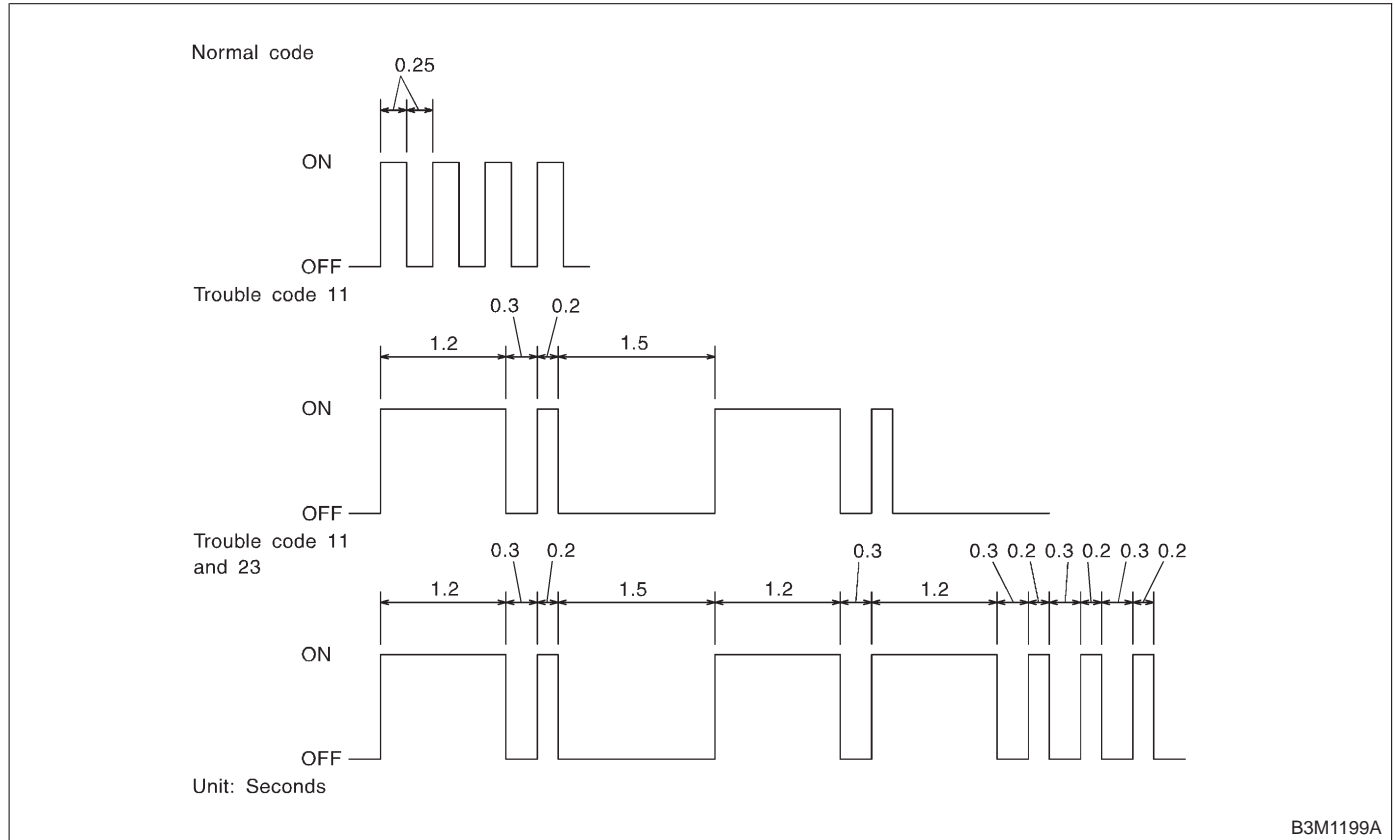 Normal code
0.25
ON
OFF
Trouble code 11
0.3 0.2
1.2 1.5
ON
OFF
Trouble code 11
and 23
0.3 0.2 0.3 0.3 0.2 0.3 0.2 0.3 0.2
1.2 1.5 1.2 1.2
ON
OFF
Unit: Seconds
B3M1199A